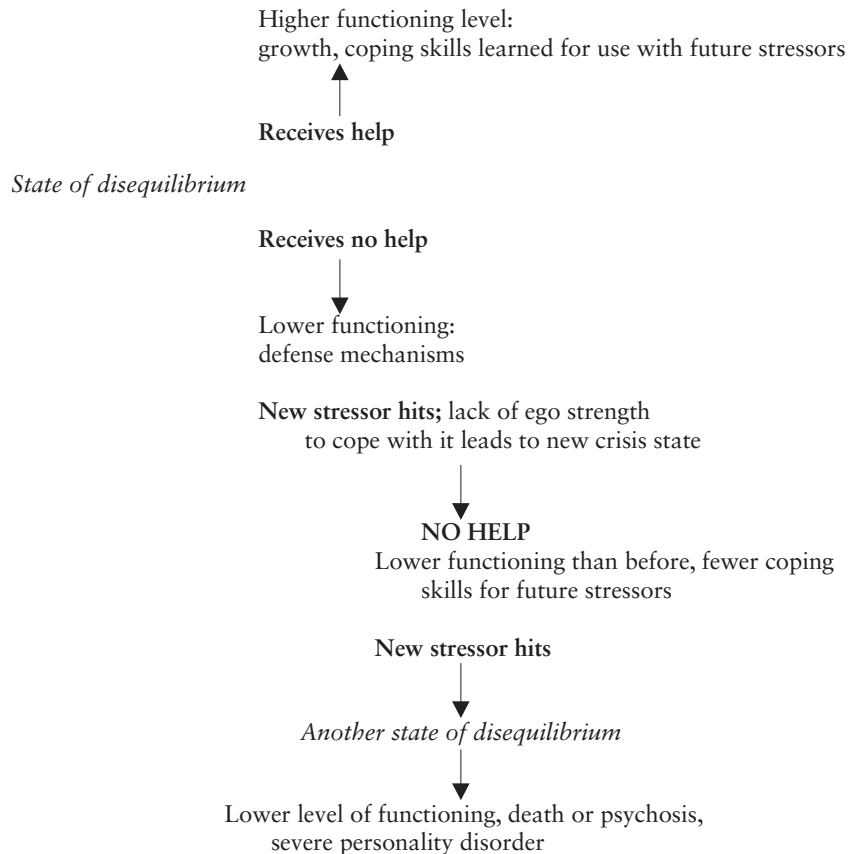 Higher functioning level:
growth, coping skills learned for use with future stressors
Receives help
State of disequilibrium
Receives no help
Lower functioning:
defense mechanisms
New stressor hits; lack of ego strength
to cope with it leads to new crisis state
NO HELP
Lower functioning than before, fewer coping
skills for future stressors
New stressor hits
Another state of disequilibrium
Lower level of functioning, death or psychosis,
severe personality disorder